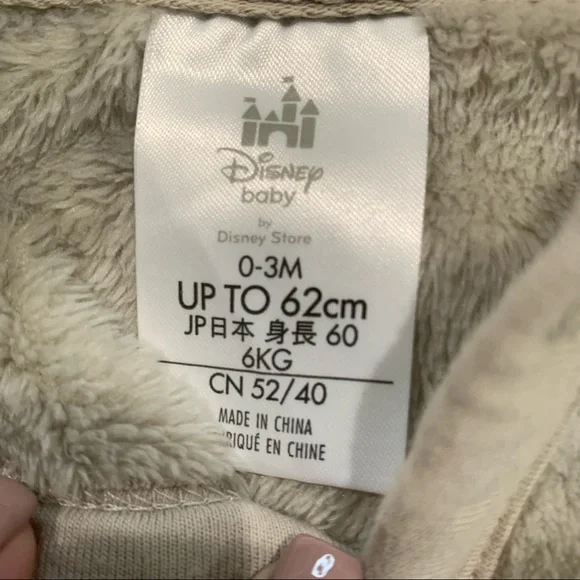 Disney
baby
by
Disney Store
0-3M
UP TO 62cm
JP日本 身長 60
6KG
CN 52/40
MADE IN CHINA
EN CHINE